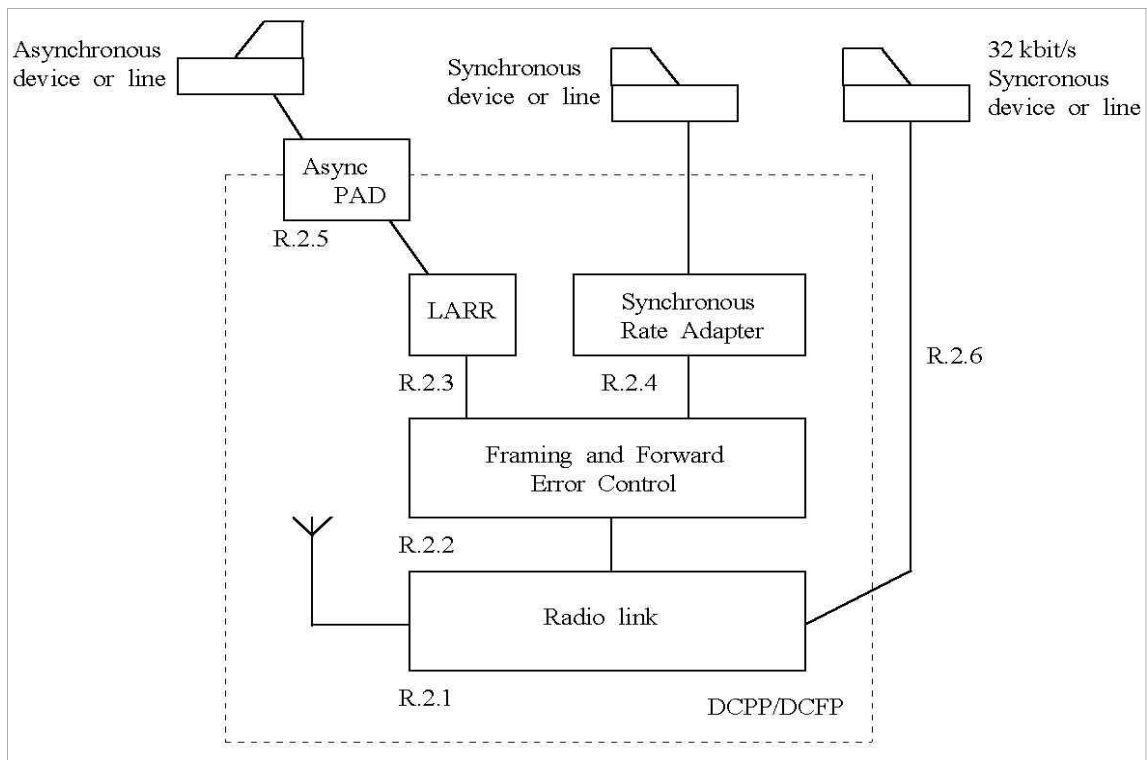 Asynchronous
device or line
Synchronous
device or line
32 kbit/s
Syncronous
device or line
Async
PAD
R.2.5
LARR
Synchronous
Rate Adapter
R.2.3
R.2.4
R.2.6
Framing and Forward
Error Control
R.2.2
Radio link
R.2.1
DCPP/DCFP